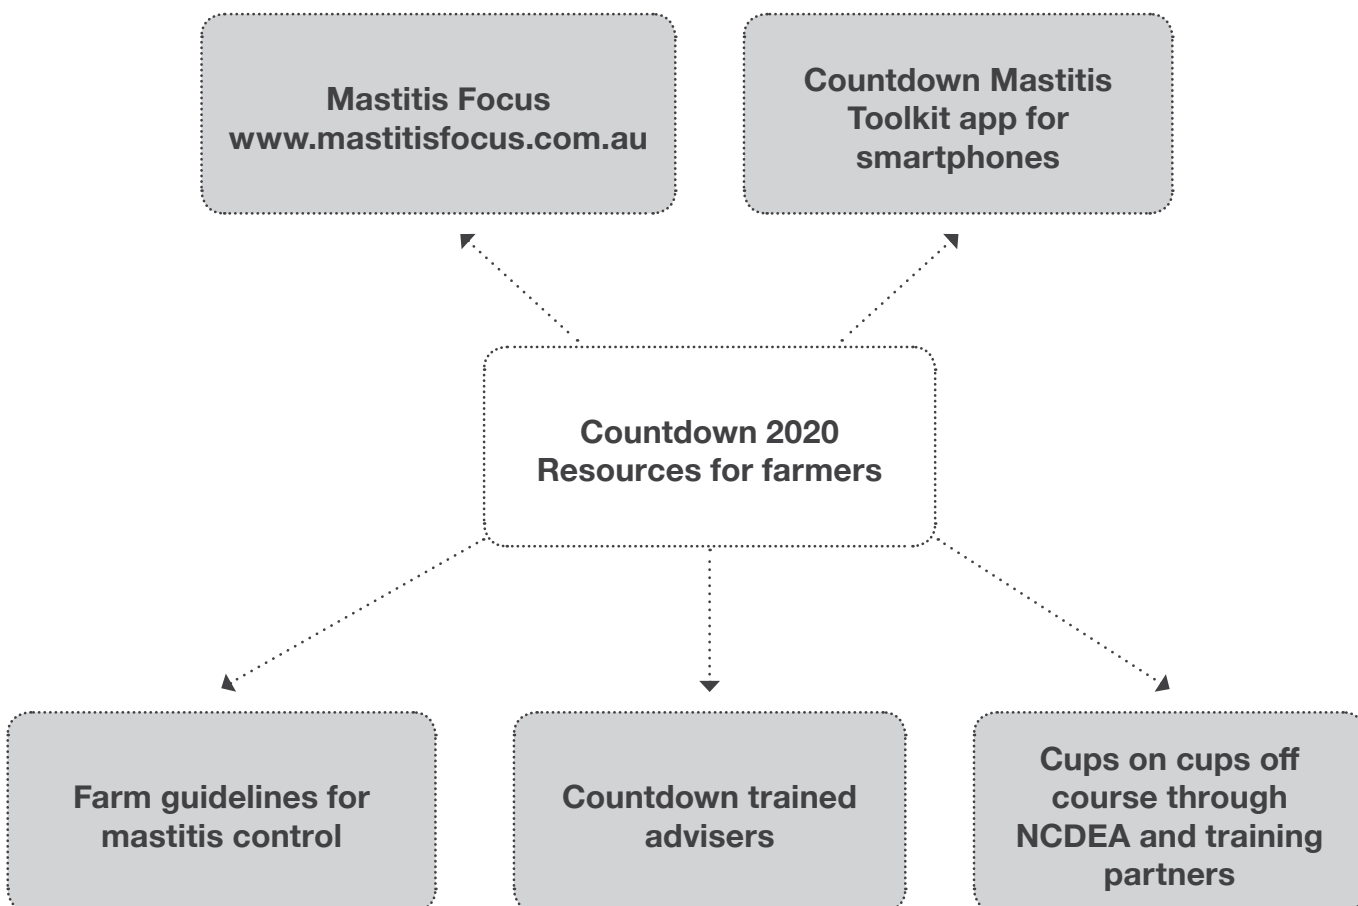 Mastitis Focus
www.mastitisfocus.com.au
Countdown Mastitis
Toolkit app for
smartphones
Countdown 2020
Resources for farmers
Farm guidelines for
mastitis control
Countdown trained
advisers
Cups on cups off
course through
NCDEA and training
partners